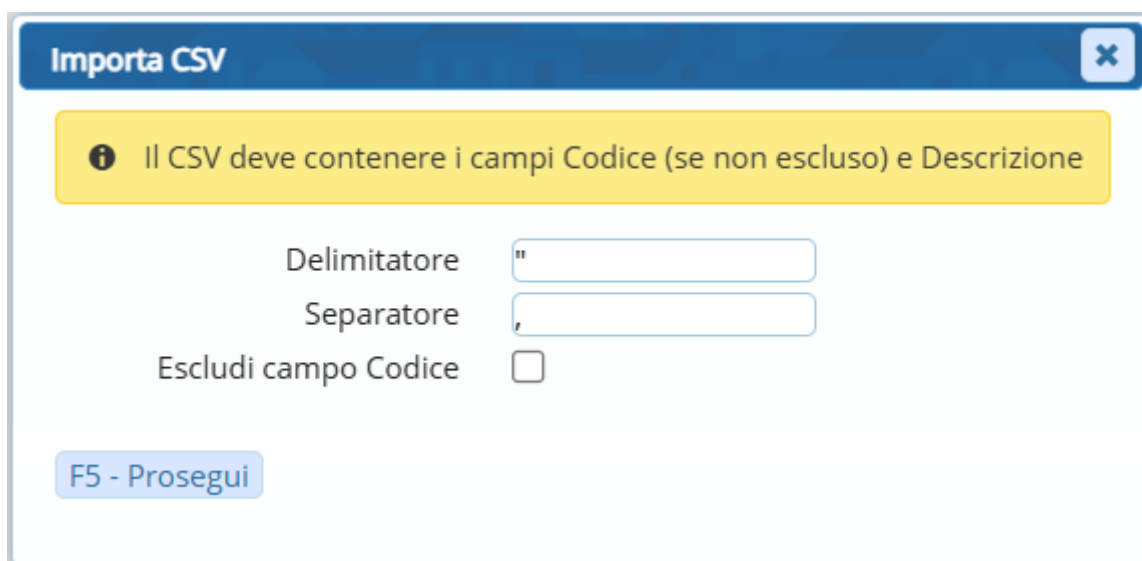 Importa CSV
Il CSV deve contenere i campi Codice (se non escluso) e Descrizione
Delimitatore "
Separatore ,
Escludi campo Codice
F5 - Prosegui